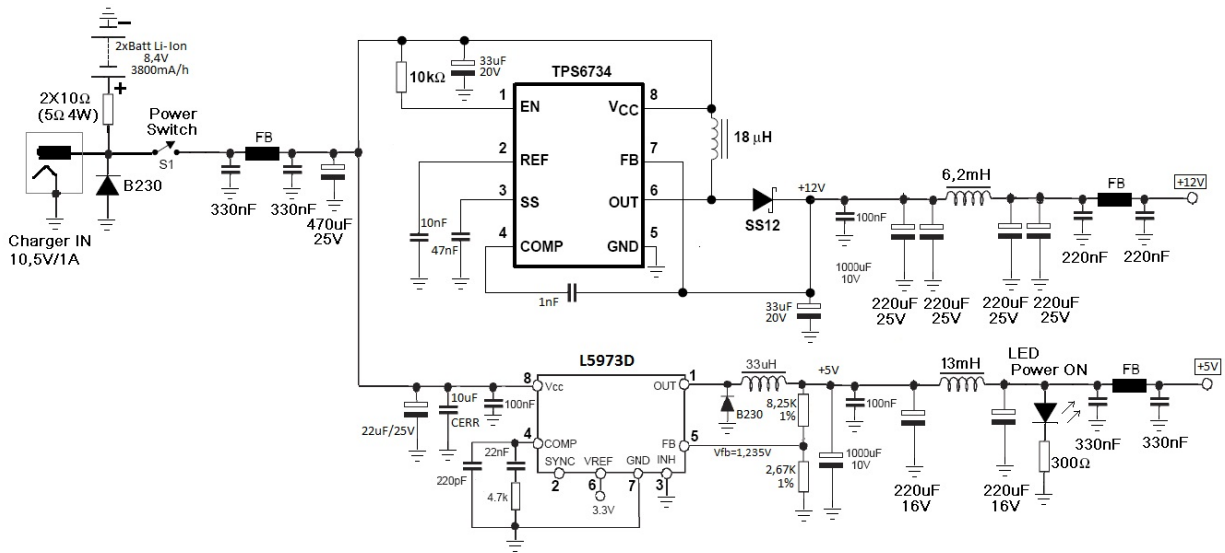 2xBatt Li-Ion
8,4V
3800mA/h
+
2X10Ω
(5Ω 4W)
Power
Switch
S1
B230
Charger IN
10,5V/1A
FB
330nF
330nF
470uF
25V
10kΩ
33uF
20V
TPS6734
1
EN
2
REF
3
SS
4
COMP
8
VCC
7
FB
6
OUT
5
GND
10nF
47nF
1nF
18 µH
SS12
+12V
33uF
20V
100nF
1000uF
10V
6,2mH
220uF
25V
220uF
25V
220uF
25V
220uF
25V
FB
220nF
220nF
+12V
L5973D
8
Vcc
1
OUT
4
COMP
5
FB
SYNC
2
VREF
6
3.3V
GND
7
INH
3
22uF/25V
10uF
CERR
100nF
220pF
22nF
4.7k
33uH
B230
+5V
8,25K
1%
Vfb=1,235V
2,67K
1%
1000uF
10V
100nF
13mH
220uF
16V
220uF
16V
LED
Power ON
300Ω
FB
330nF
330nF
+5V